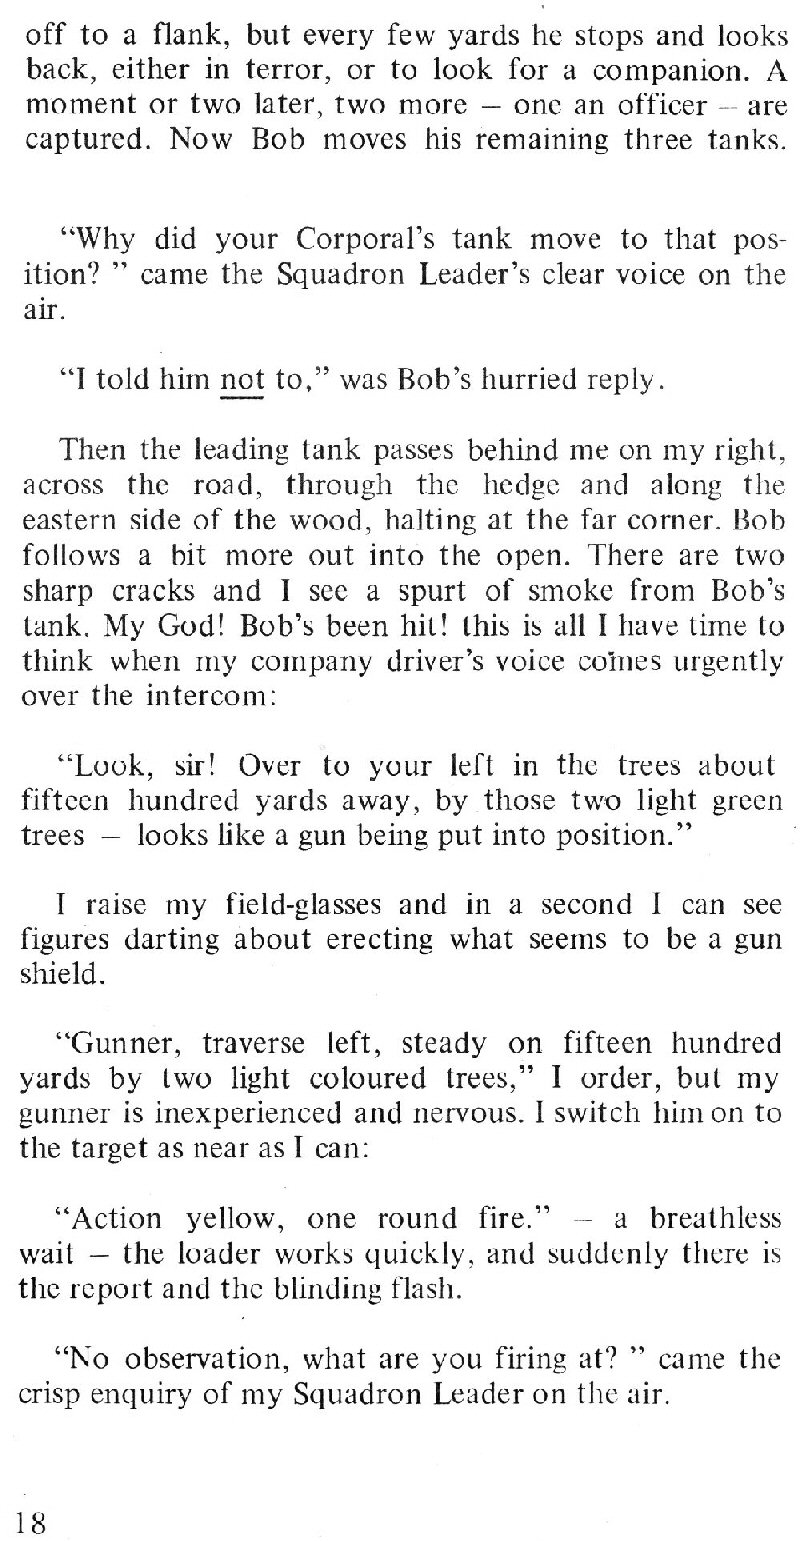 off to a flank, but every few yards he stops and looks
back, either in terror, or to look for a companion. A
moment or two later, two more — one an officer — are
captured. Now Bob moves his remaining three tanks.
“Why did your Corporal’s tank move to that pos-
ition? ” came the Squadron Leader’s clear voice on the
air.
“I told him not to,” was Bob’s hurried reply.
Then the leading tank passes behind me on my right,
across the road, through the hedge and along the
eastern side of the wood, halting at the far corner. Bob
follows a bit more out into the open. There are two
sharp cracks and I see a spurt of smoke from Bob’s
tank. My God! Bob’s been hit! this is all I have time to
think when my company driver’s voice comes urgently
over the intercom:
“Look, sir! Over to your left in the trees about
fifteen hundred yards away, by those two light green
trees — looks like a gun being put into position.”
I raise my field-glasses and in a second I can see
figures darting about erecting what seems to be a gun
shield.
“Gunner, traverse left, steady on fifteen hundred
yards by two light coloured trees,” I order, but my
gunner is inexperienced and nervous. I switch him on to
the target as near as I can:
“Action yellow, one round fire.” — a breathless
wait — the loader works quickly, and suddenly there is
the report and the blinding flash.
“No observation, what are you firing at? ” came the
crisp enquiry of my Squadron Leader on the air.
18